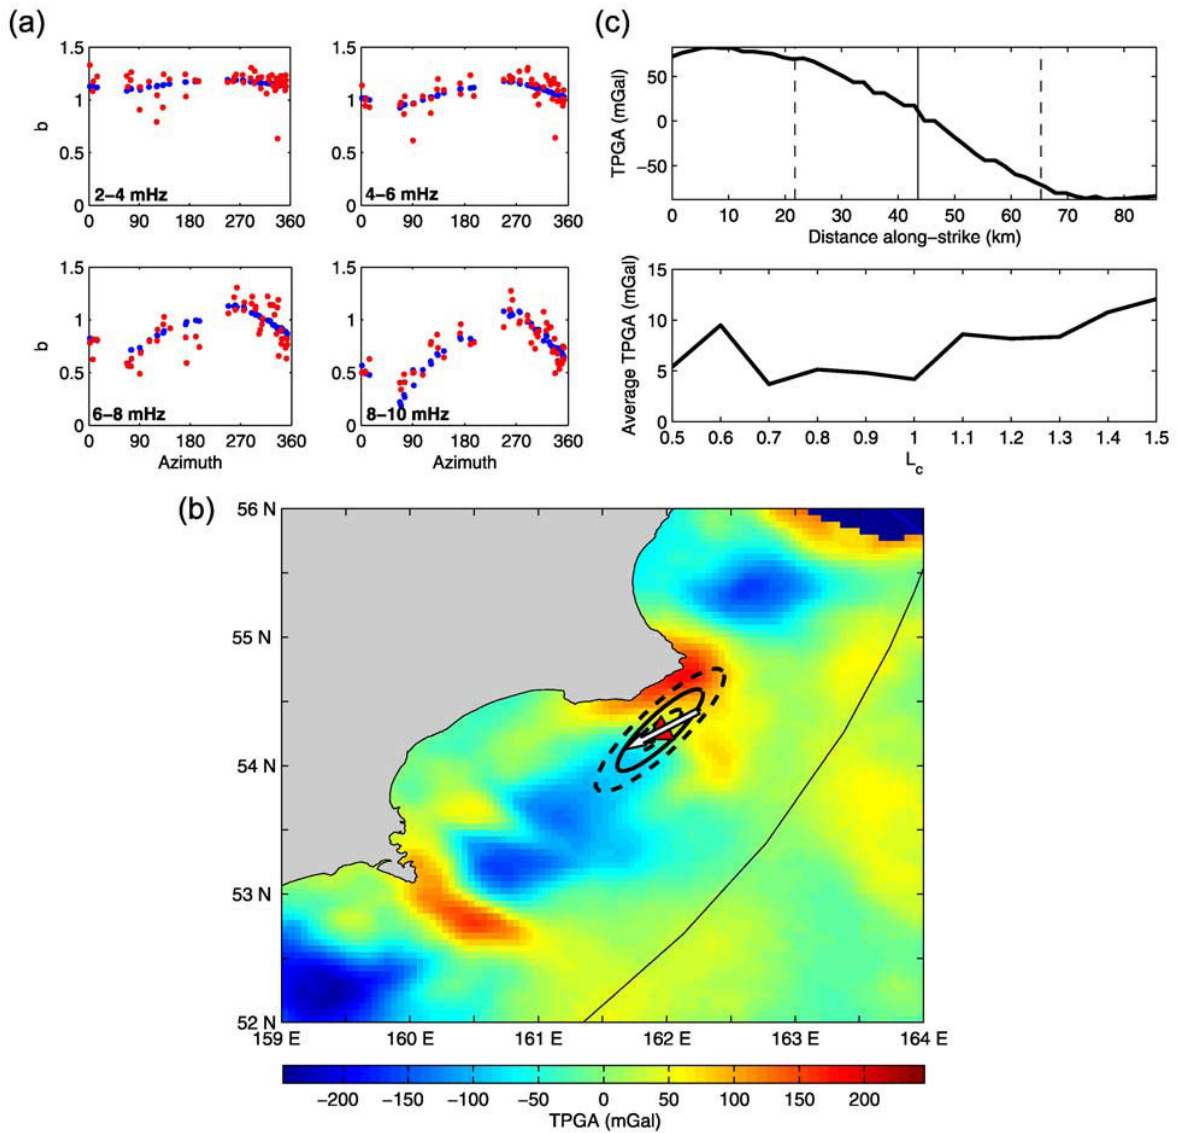 (a)
1.5
1
0.5
0
b
2−4 mHz
0 90 180 270 360
1.5
1
0.5
0
4−6 mHz
0 90 180 270 360
1.5
1
0.5
0
b
6−8 mHz
0 90 180 270 360
Azimuth
1.5
1
0.5
0
8−10 mHz
0 90 180 270 360
Azimuth
(c)
TPGA (mGal)
50
0
−50
0 10 20 30 40 50 60 70 80
Distance along−strike (km)
Average TPGA (mGal)
15
10
5
0
0.5 0.6 0.7 0.8 0.9 1 1.1 1.2 1.3 1.4 1.5
Lc
(b)
56 N
55 N
54 N
53 N
52 N
159 E 160 E 161 E 162 E 163 E 164 E
−200 −150 −100 −50 0 50 100 150 200
TPGA (mGal)